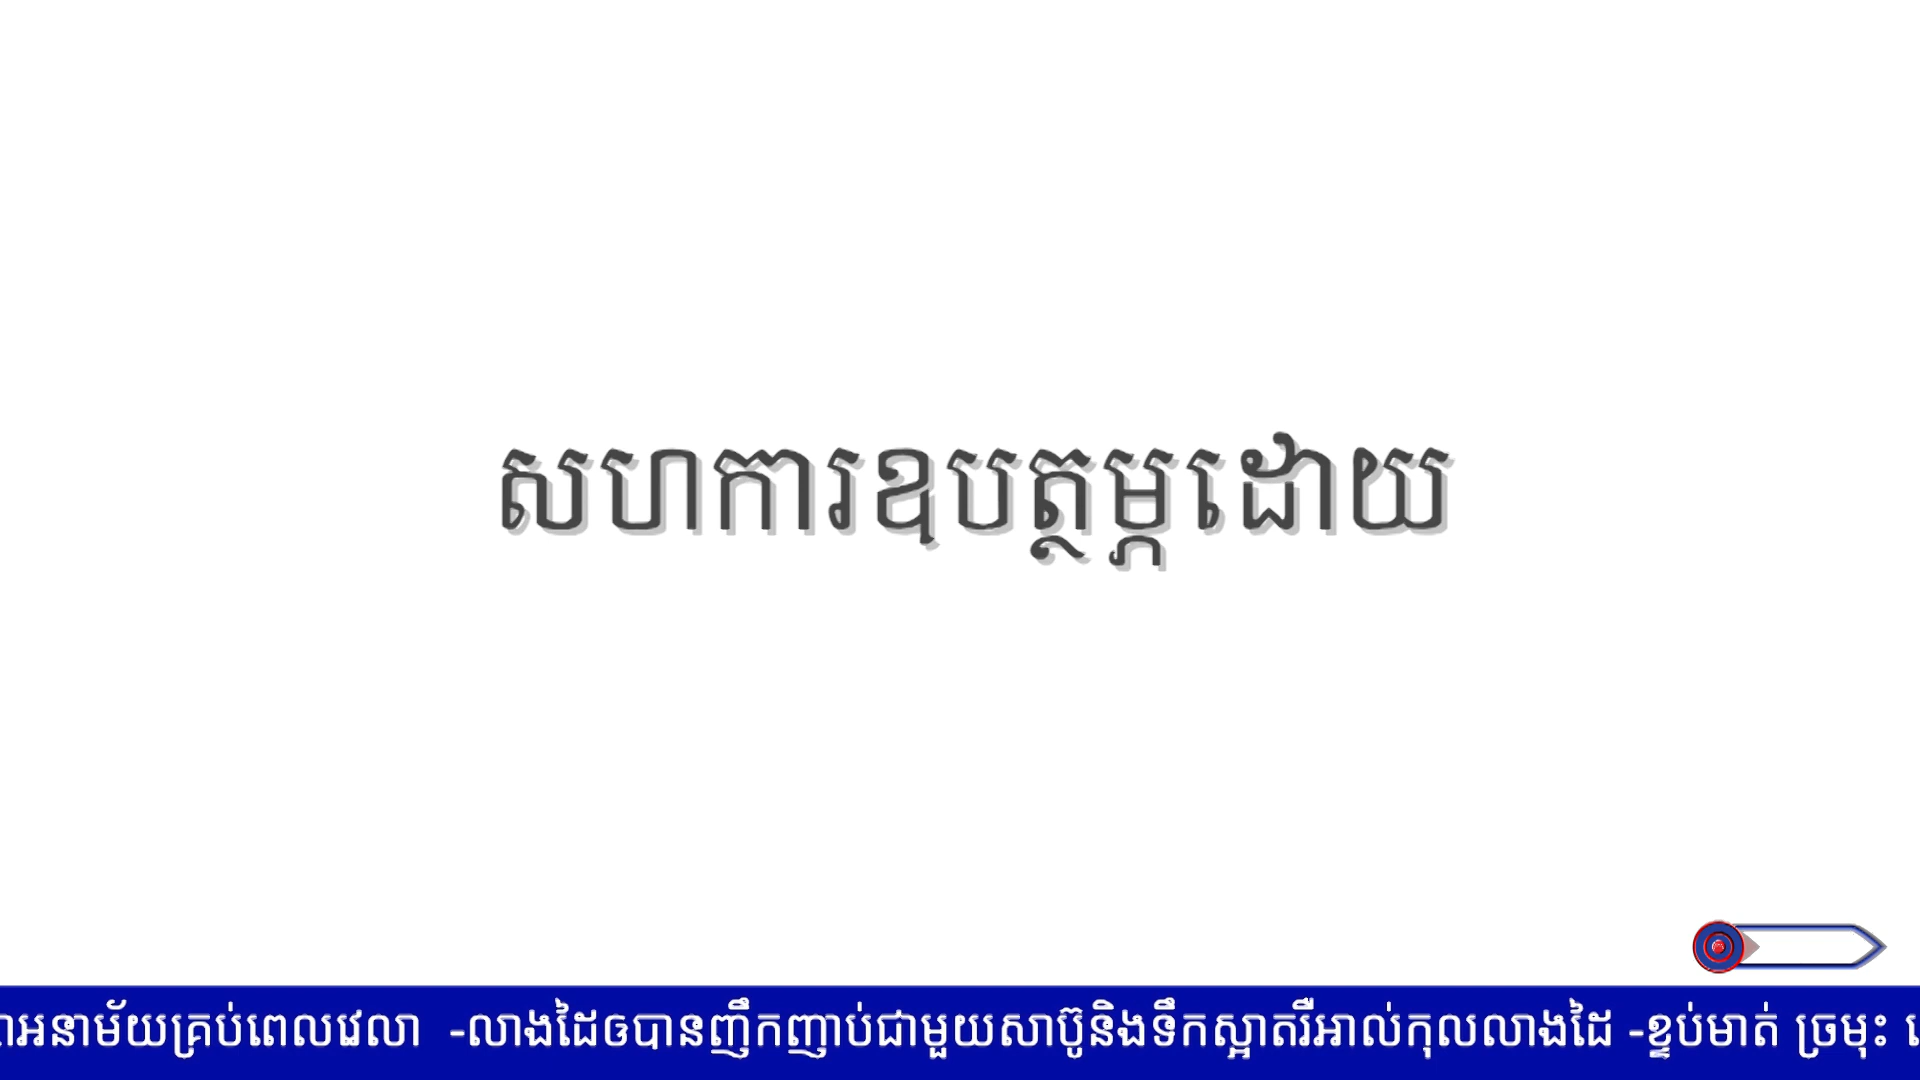 សហការឧបត្ថម្ភដោយ
អនាម័យគ្រប់ពេលវេលា -លាងដៃឲបានញឹកញាប់ជាមួយសាប៊ូនិងទឹកស្អាតរឺអាល់កុលលាងដៃ -ខ្ទប់មាត់ ច្រមុះ